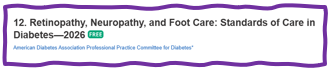 12. Retinopathy, Neuropathy, and Foot Care: Standards of Care in
Diabetes—2026 FREE
American Diabetes Association Professional Practice Committee for Diabetes*